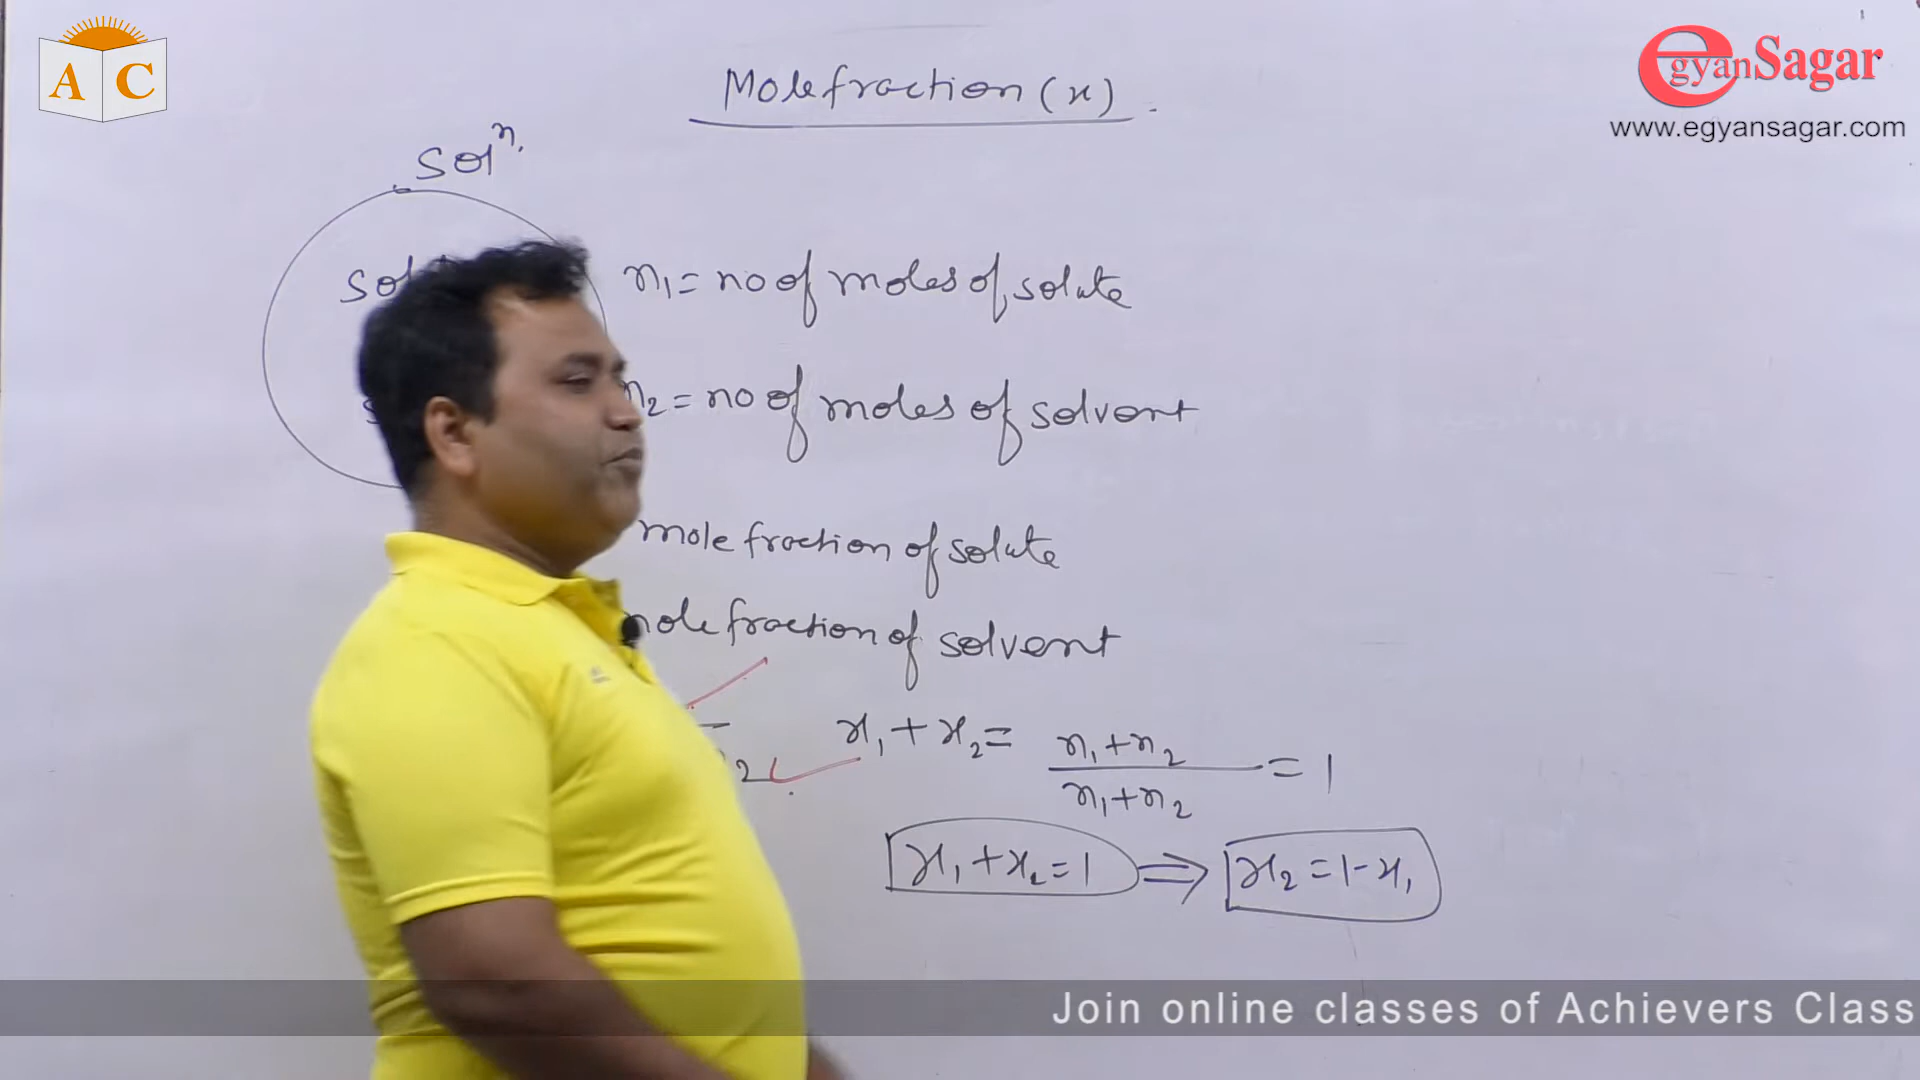 AC
egyanSagar
www.egyansagar.com
Mole fraction (x)
Solⁿ.
n₁ = no of moles of solute
n₂ = no of moles of solvent
mole fraction of solute
mole fraction of solvent
x₁ + x₂ = n₁+n₂ / n₁+n₂ = 1
x₁ + x₂ = 1 ⇒ x₂ = 1 - x₁
Join online classes of Achievers Class